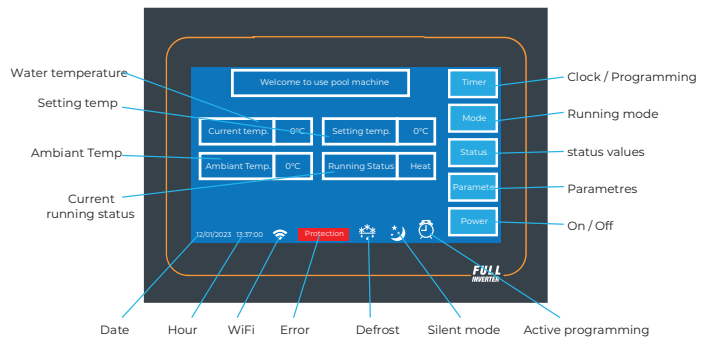 Welcome to use pool machine
Timer
Water temperature
Clock / Programming
Setting temp
Mode
Running mode
Current temp.
0°C
Setting temp.
0°C
Ambiant Temp.
Status
status values
Ambiant Temp.
0°C
Running Status
Heat
Current
running status
Paramete
Parametres
Power
On / Off
12/01/2023
13:37:00
Protection
FULL
INVERTER
Date
Hour
WiFi
Error
Defrost
Silent mode
Active programming